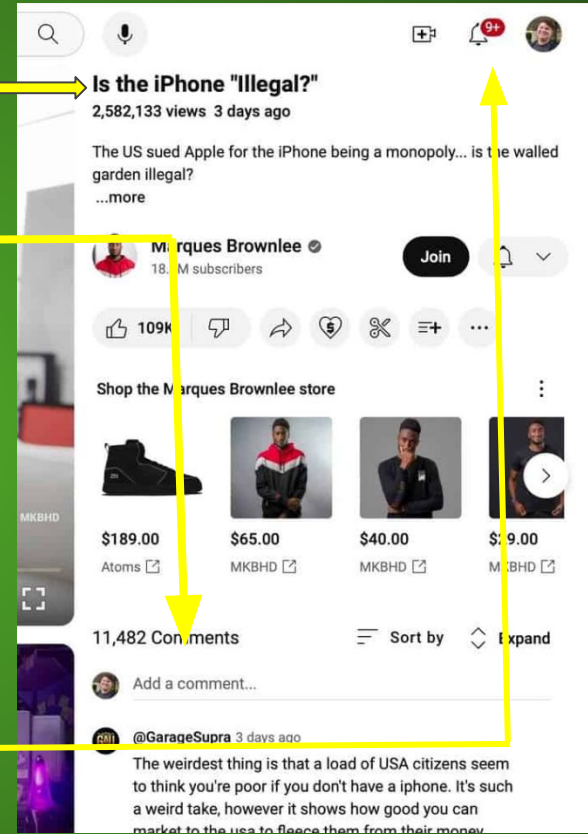 9+
Is the iPhone "Illegal?"
2,582,133 views 3 days ago
The US sued Apple for the iPhone being a monopoly... is the walled
garden illegal?
...more
Marques Brownlee
subscribers
Join
109K
Shop the Marques Brownlee store
MKBHD
$189.00 $65.00 $40.00 $29.00
Atoms MKBHD MKBHD MKBHD
11,482 Comments Sort by Expand
Add a comment...
@GarageSupra 3 days ago
The weirdest thing is that a load of USA citizens seem
to think you're poor if you don't have a iphone. It's such
a weird take, however it shows how good you can
market to the usa to fleece them from their money